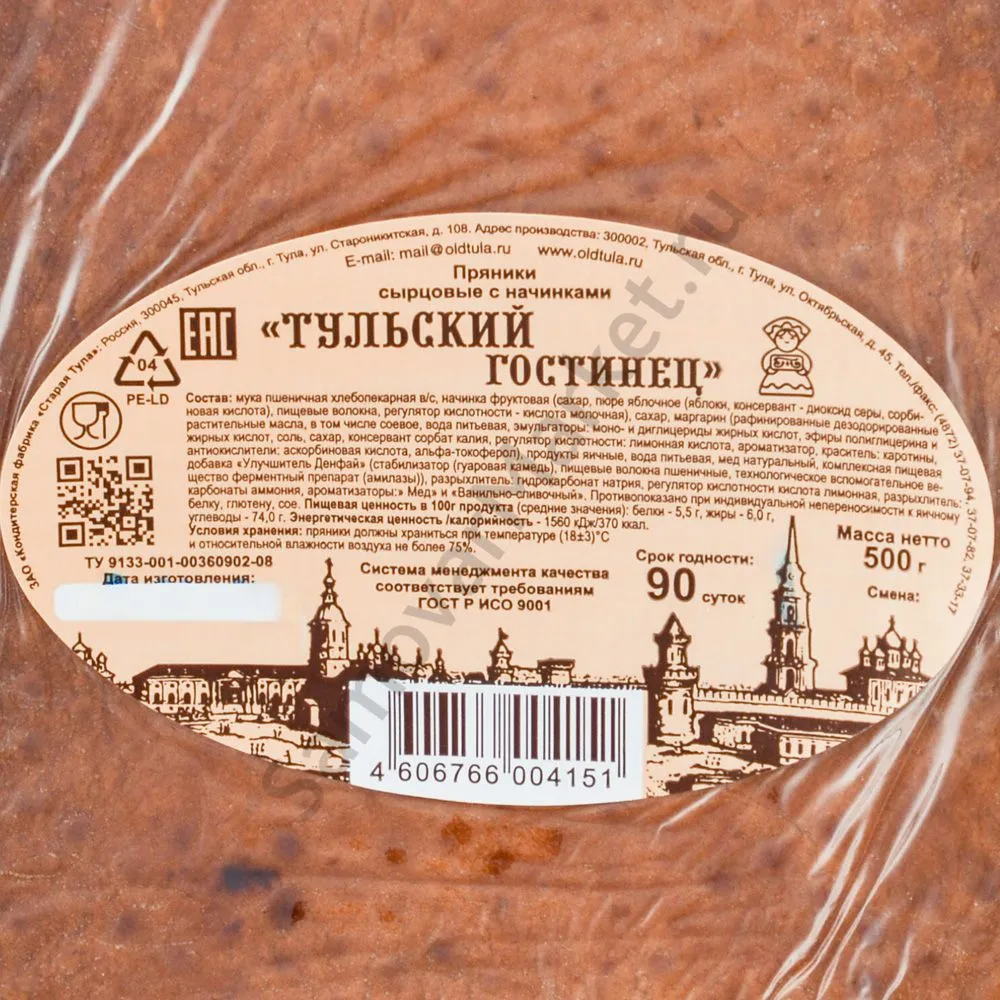 ЗАО «Кондитерская фабрика «Старая Тула»: Россия, 300045, Тульская обл., г. Тула, ул. Староникитская, д. 108. Адрес производства: 300002, Тульская обл., г. Тула, ул. Октябрьская, д. 45. Тел./факс: (4872) 37-07-94, 37-07-82, 37-33-17
E-mail: mail@oldtula.ru www.oldtula.ru
Пряники
сырцовые с начинками
EAC
«ТУЛЬСКИЙ
ГОСТИНЕЦ»
04
PE-LD
Состав: мука пшеничная хлебопекарная в/с, начинка фруктовая (сахар, пюре яблочное (яблоки, консервант - диоксид серы, сорби-
новая кислота), пищевые волокна, регулятор кислотности - кислота молочная), сахар, маргарин (рафинированные дезодорированные
растительные масла, в том числе соевое, вода питьевая, эмульгаторы: моно- и диглицериды жирных кислот, эфиры полиглицерина и
жирных кислот, соль, сахар, консервант сорбат калия, регулятор кислотности: лимонная кислота, ароматизатор, краситель: каротины,
антиокислители: аскорбиновая кислота, альфа-токоферол), продукты яичные, вода питьевая, мед натуральный, комплексная пищевая
добавка «Улучшитель Денфай» (стабилизатор (гуаровая камедь), пищевые волокна пшеничные, технологическое вспомогательное ве-
щество ферментный препарат (амилазы)), разрыхлитель: гидрокарбонат натрия, регулятор кислотности кислота лимонная, разрыхлитель:
карбонаты аммония, ароматизаторы:» Мед» и «Ванильно-сливочный». Противопоказано при индивидуальной непереносимости к яичному
белку, глютену, сое. Пищевая ценность в 100г продукта (средние значения): белки - 5,5 г, жиры - 6,0 г,
углеводы - 74,0 г. Энергетическая ценность /калорийность - 1560 кДж/370 ккал.
Условия хранения: пряники должны храниться при температуре (18±3)°С
и относительной влажности воздуха не более 75%.
ТУ 9133-001-00360902-08
Дата изготовления:
Система менеджмента качества
соответствует требованиям
ГОСТ Р ИСО 9001
Срок годности:
90 суток
Масса нетто
500 г
Смена:
4 606766 004151
samovarmarket.ru